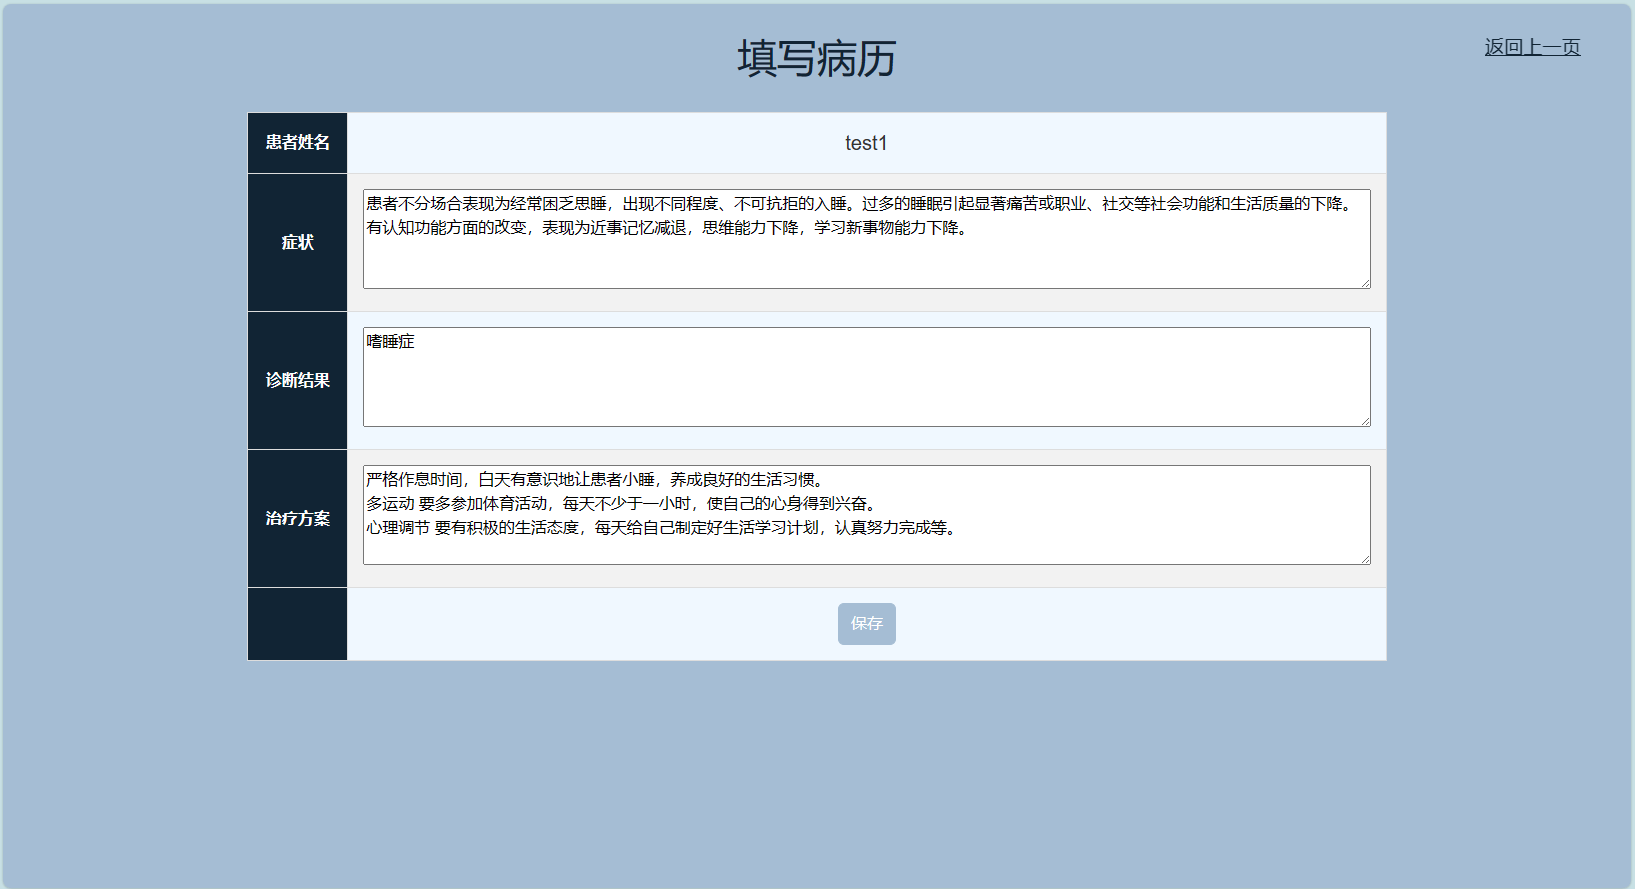 填写病历
返回上一页
患者姓名
test1
症状
患者不分场合表现为经常困乏思睡，出现不同程度、不可抗拒的入睡。过多的睡眠引起显著痛苦或职业、社交等社会功能和生活质量的下降。
有认知功能方面的改变，表现为近事记忆减退，思维能力下降，学习新事物能力下降。
诊断结果
嗜睡症
治疗方案
严格作息时间，白天有意识地让患者小睡，养成良好的生活习惯。
多运动 要多参加体育活动，每天不少于一小时，使自己的心身得到兴奋。
心理调节 要有积极的生活态度，每天给自己制定好生活学习计划，认真努力完成等。
保存